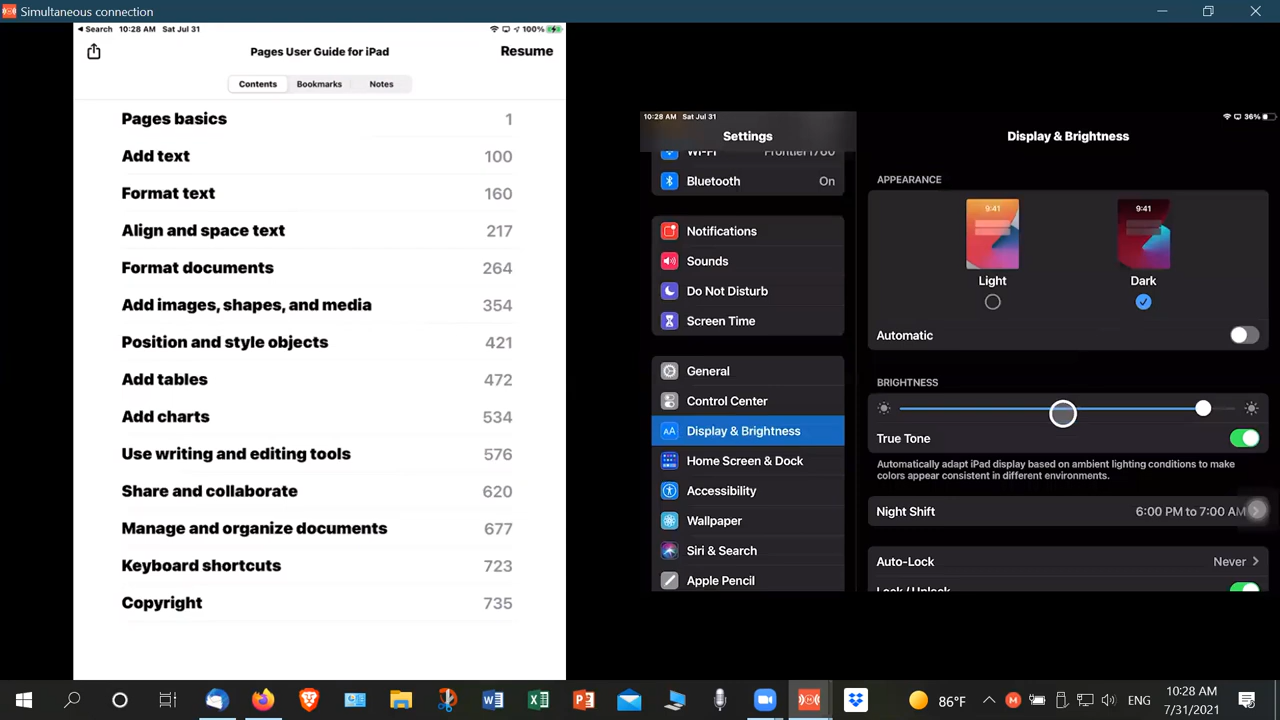 Simultaneous connection
Search 10:28 AM Sat Jul 31
100%
Pages User Guide for iPad
Resume
Contents
Bookmarks
Notes
Pages basics 1
Add text 100
Format text 160
Align and space text 217
Format documents 264
Add images, shapes, and media 354
Position and style objects 421
Add tables 472
Add charts 534
Use writing and editing tools 576
Share and collaborate 620
Manage and organize documents 677
Keyboard shortcuts 723
Copyright 735
10:28 AM Sat Jul 31
36%
Settings
Wi-Fi Frontier1760
Bluetooth On
Notifications
Sounds
Do Not Disturb
Screen Time
General
Control Center
AA Display & Brightness
Home Screen & Dock
Accessibility
Wallpaper
Siri & Search
Apple Pencil
Display & Brightness
APPEARANCE
9:41
9:41
Light
Dark
Automatic
BRIGHTNESS
True Tone
Automatically adapt iPad display based on ambient lighting conditions to make
colors appear consistent in different environments.
Night Shift 6:00 PM to 7:00 AM
Auto-Lock Never
Lock/Unlock
86°F
ENG
10:28 AM
7/31/2021